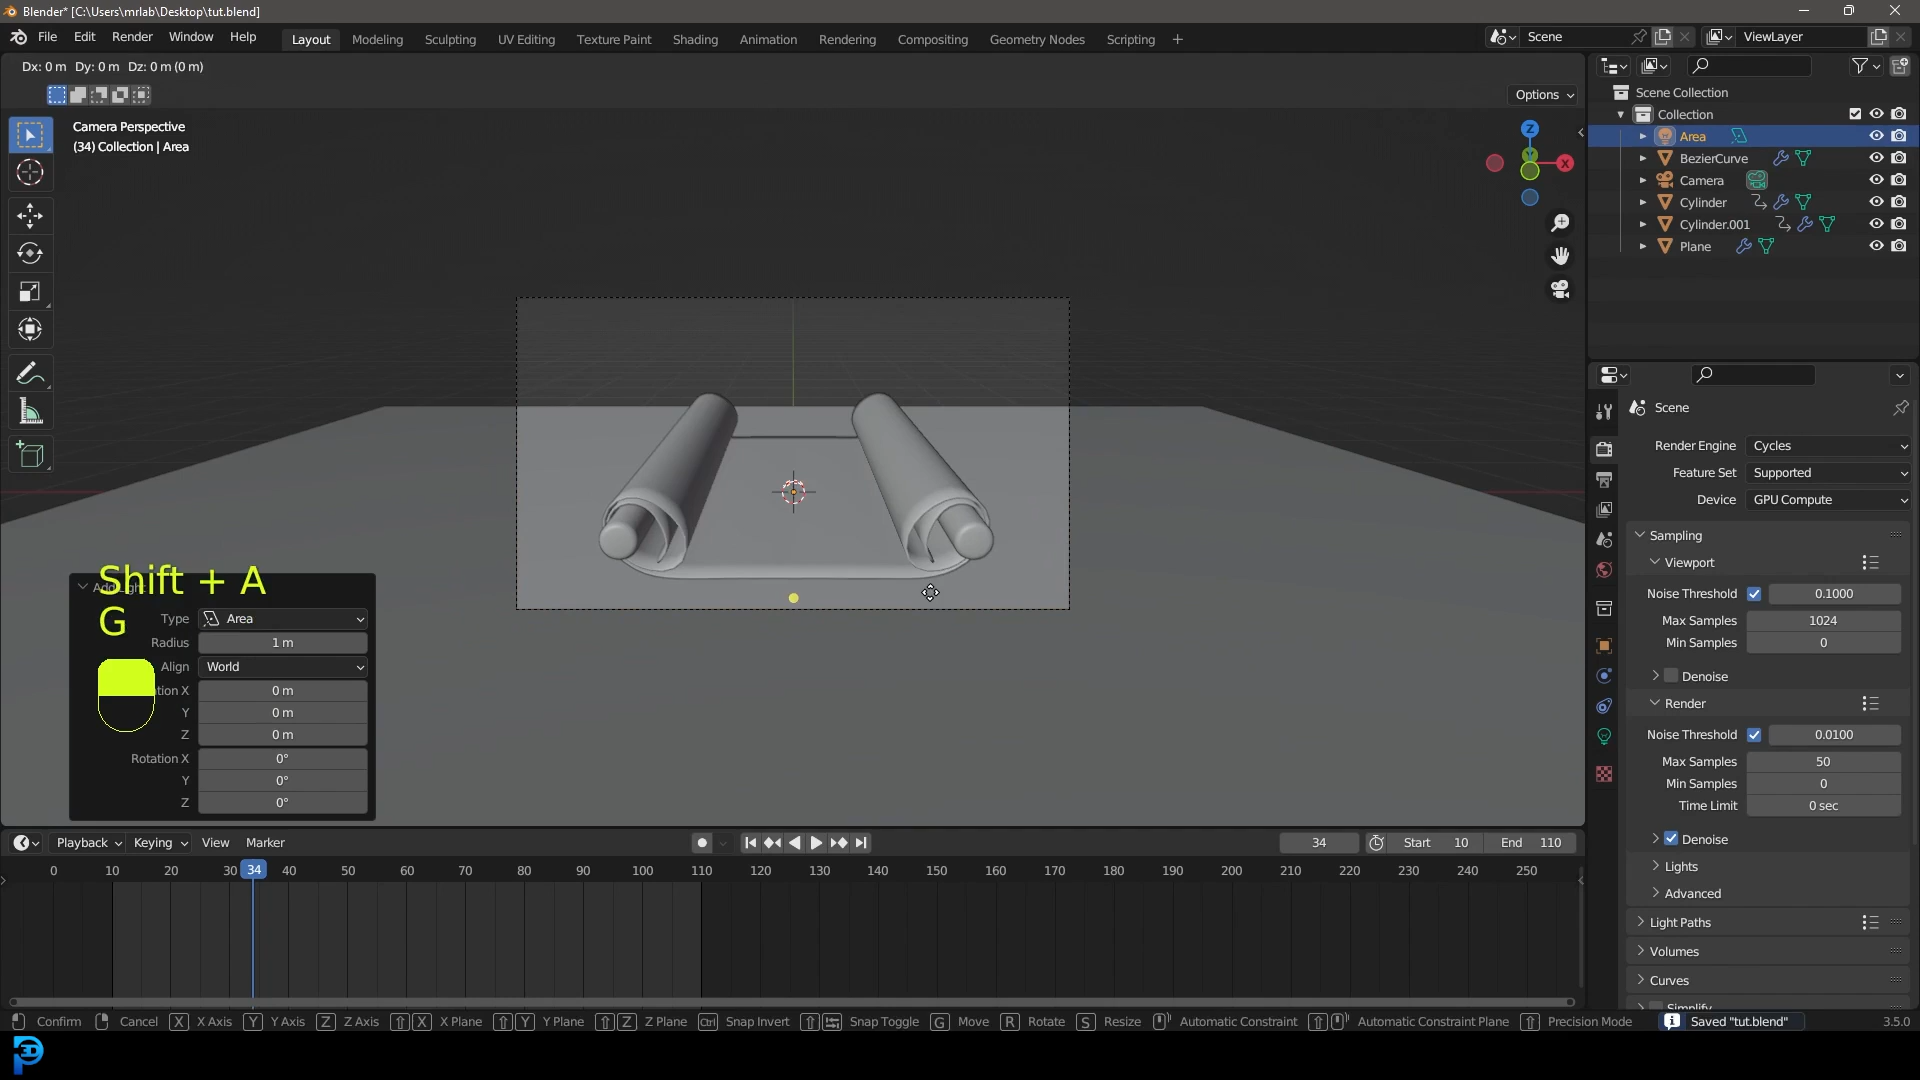 Blender* [C:\Users\mrlab\Desktop\tut.blend]
File Edit Render Window Help Layout Modeling Sculpting UV Editing Texture Paint Shading Animation Rendering Compositing Geometry Nodes Scripting + Scene ViewLayer
Dx: 0 m Dy: 0 m Dz: 0 m (0 m)
Options
Camera Perspective
(34) Collection | Area
Z
X
Scene Collection
Collection
Area
BezierCurve
Camera
Cylinder
Cylinder.001
Plane
Scene
Render Engine Cycles
Feature Set Supported
Device GPU Compute
Sampling
Viewport
Noise Threshold 0.1000
Max Samples 1024
Min Samples 0
Denoise
Render
Noise Threshold 0.0100
Max Samples 50
Min Samples 0
Time Limit 0 sec
Denoise
Lights
Advanced
Light Paths
Volumes
Curves
Simplify
Shift + A
G
Type Area
Radius 1 m
Align World
0 m
Y 0 m
Z 0 m
Rotation X 0°
Y 0°
Z 0°
Playback Keying View Marker 34 Start 10 End 110
0 10 20 30 34 40 50 60 70 80 90 100 110 120 130 140 150 160 170 180 190 200 210 220 230 240 250
Confirm Cancel X X Axis Y Y Axis Z Z Axis X X Plane Y Y Plane Z Z Plane Ctrl Snap Invert Snap Toggle G Move R Rotate S Resize Automatic Constraint Automatic Constraint Plane Precision Mode Saved "tut.blend" 3.5.0